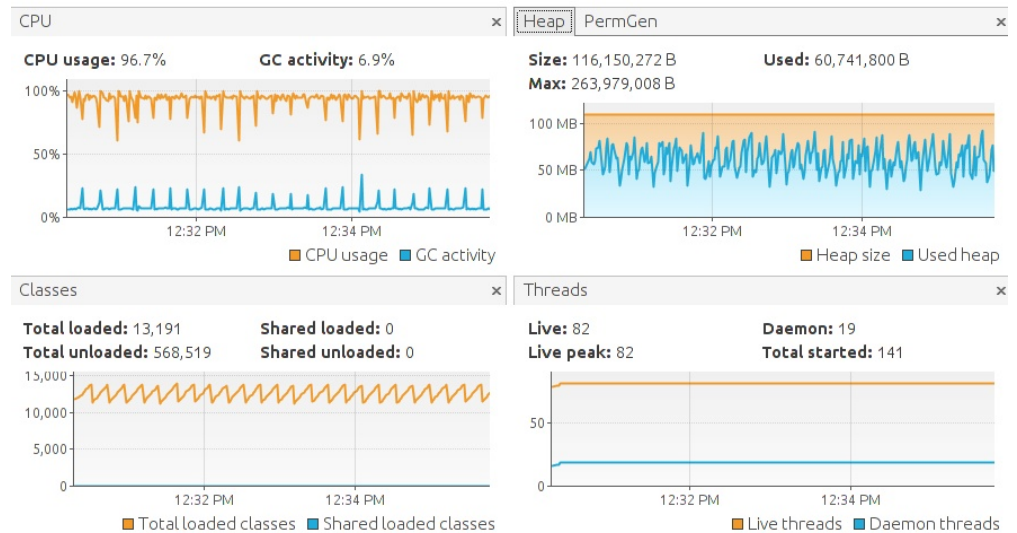 CPU ×
CPU usage: 96.7% GC activity: 6.9%
100%
50%
0%
12:32 PM 12:34 PM
CPU usage GC activity
Heap PermGen ×
Size: 116,150,272 B Used: 60,741,800 B
Max: 263,979,008 B
100 MB
50 MB
0 MB
12:32 PM 12:34 PM
Heap size Used heap
Classes ×
Total loaded: 13,191 Shared loaded: 0
Total unloaded: 568,519 Shared unloaded: 0
15,000
10,000
5,000
0
12:32 PM 12:34 PM
Total loaded classes Shared loaded classes
Threads ×
Live: 82 Daemon: 19
Live peak: 82 Total started: 141
50
0
12:32 PM 12:34 PM
Live threads Daemon threads